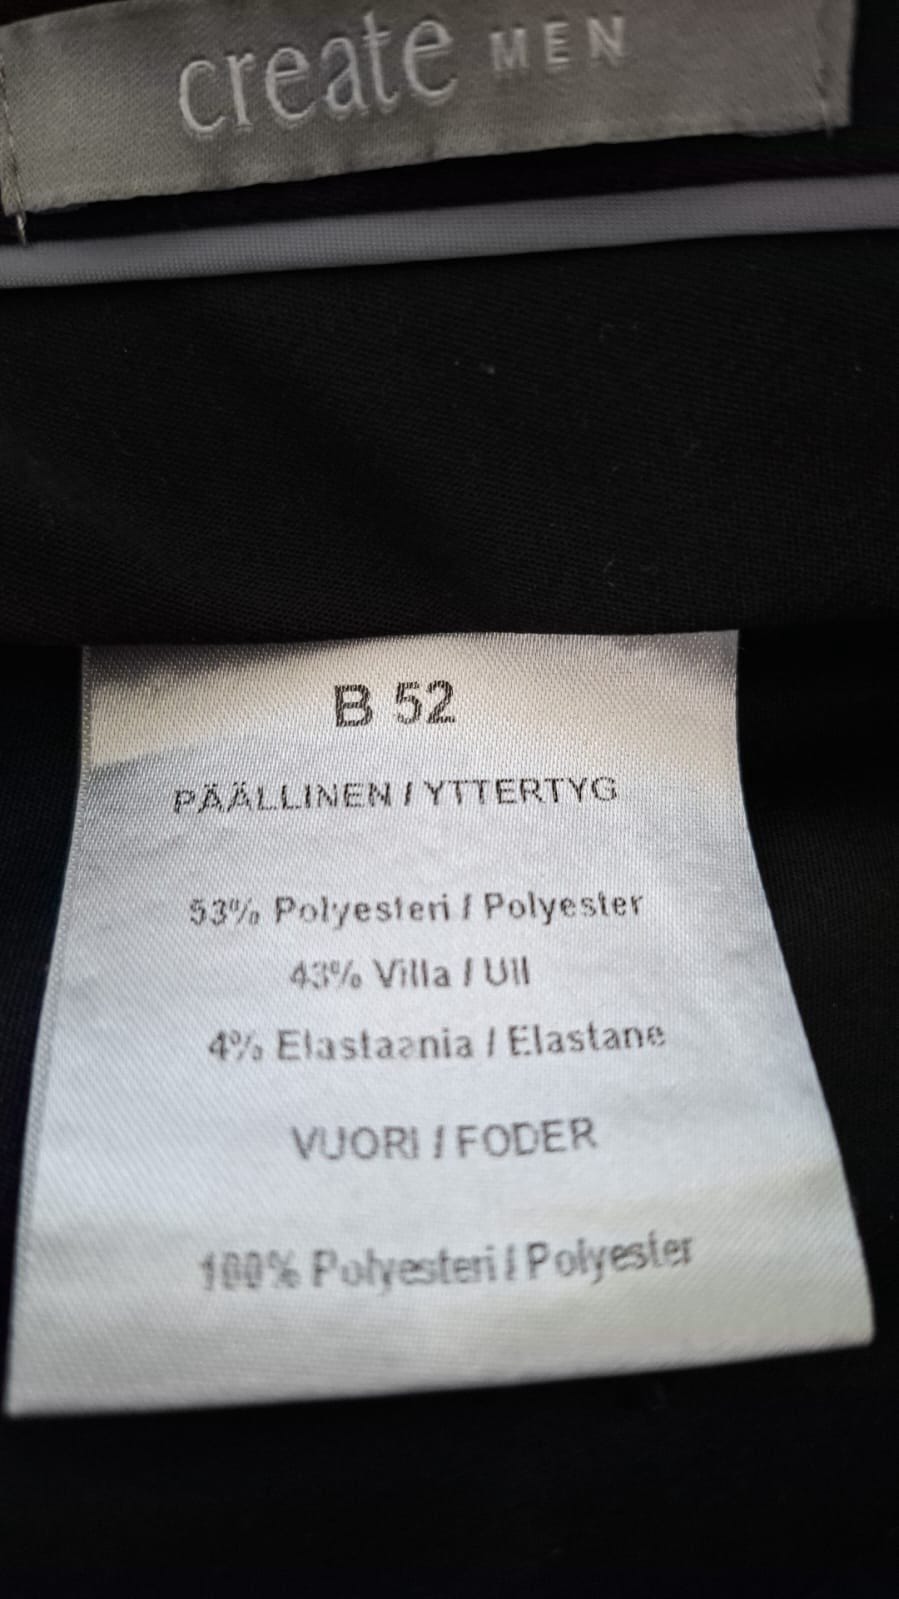 create MEN
B 52
PÄÄLLINEN / YTTERTYG
53% Polyesteri / Polyester
43% Villa / Ull
4% Elastaania / Elastane
VUORI / FODER
100% Polyesteri / Polyester